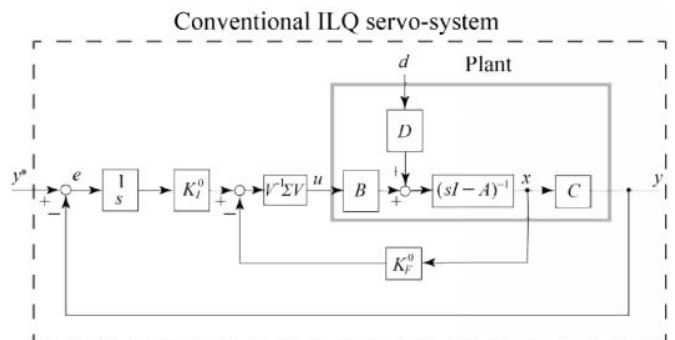 Conventional ILQ servo-system
d
Plant
D
y* e 1/s K_I^0 V^-1ΣV u B + (sI − A)^-1 x C y
+ − + − +
K_F^0